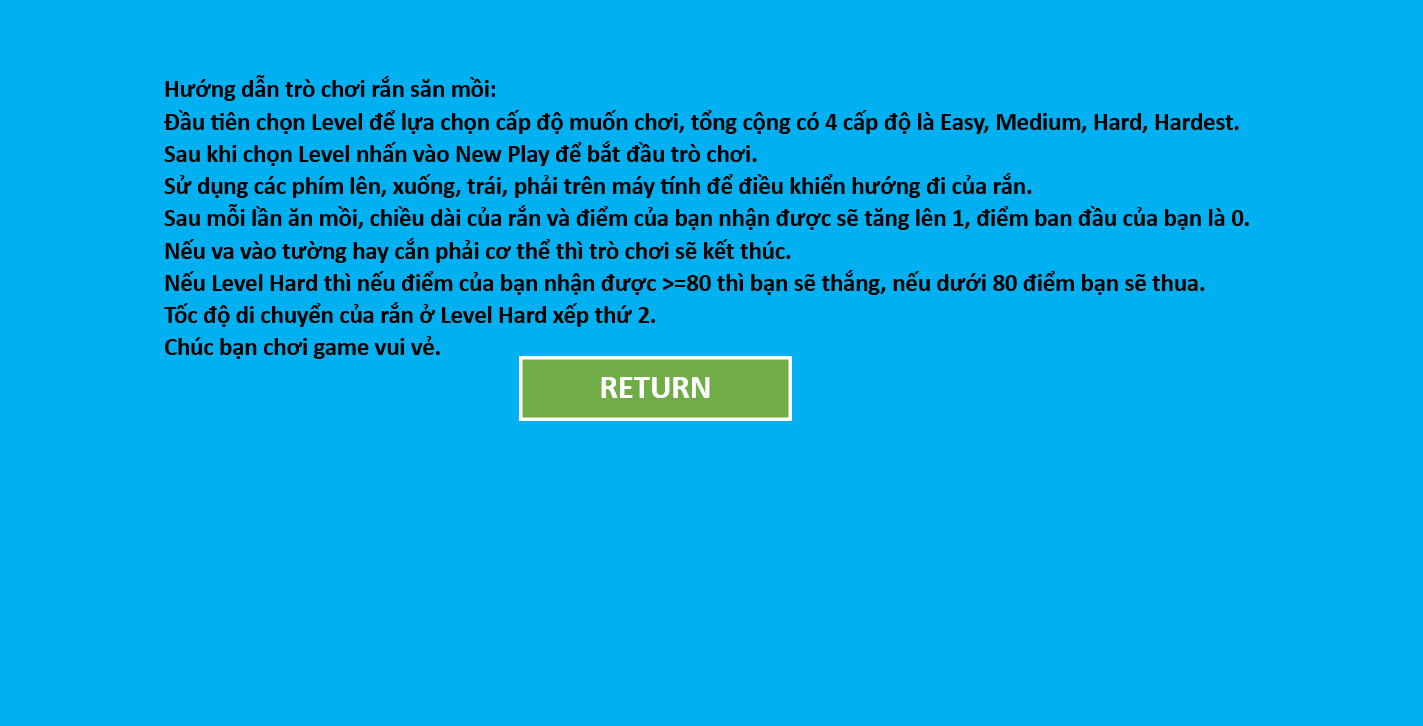 Hướng dẫn trò chơi rắn săn mồi:
Đầu tiên chọn Level để lựa chọn cấp độ muốn chơi, tổng cộng có 4 cấp độ là Easy, Medium, Hard, Hardest.
Sau khi chọn Level nhấn vào New Play để bắt đầu trò chơi.
Sử dụng các phím lên, xuống, trái, phải trên máy tính để điều khiển hướng đi của rắn.
Sau mỗi lần ăn mồi, chiều dài của rắn và điểm của bạn nhận được sẽ tăng lên 1, điểm ban đầu của bạn là 0.
Nếu va vào tường hay cắn phải cơ thể thì trò chơi sẽ kết thúc.
Nếu Level Hard thì nếu điểm của bạn nhận được >=80 thì bạn sẽ thắng, nếu dưới 80 điểm bạn sẽ thua.
Tốc độ di chuyển của rắn ở Level Hard xếp thứ 2.
Chúc bạn chơi game vui vẻ.
RETURN